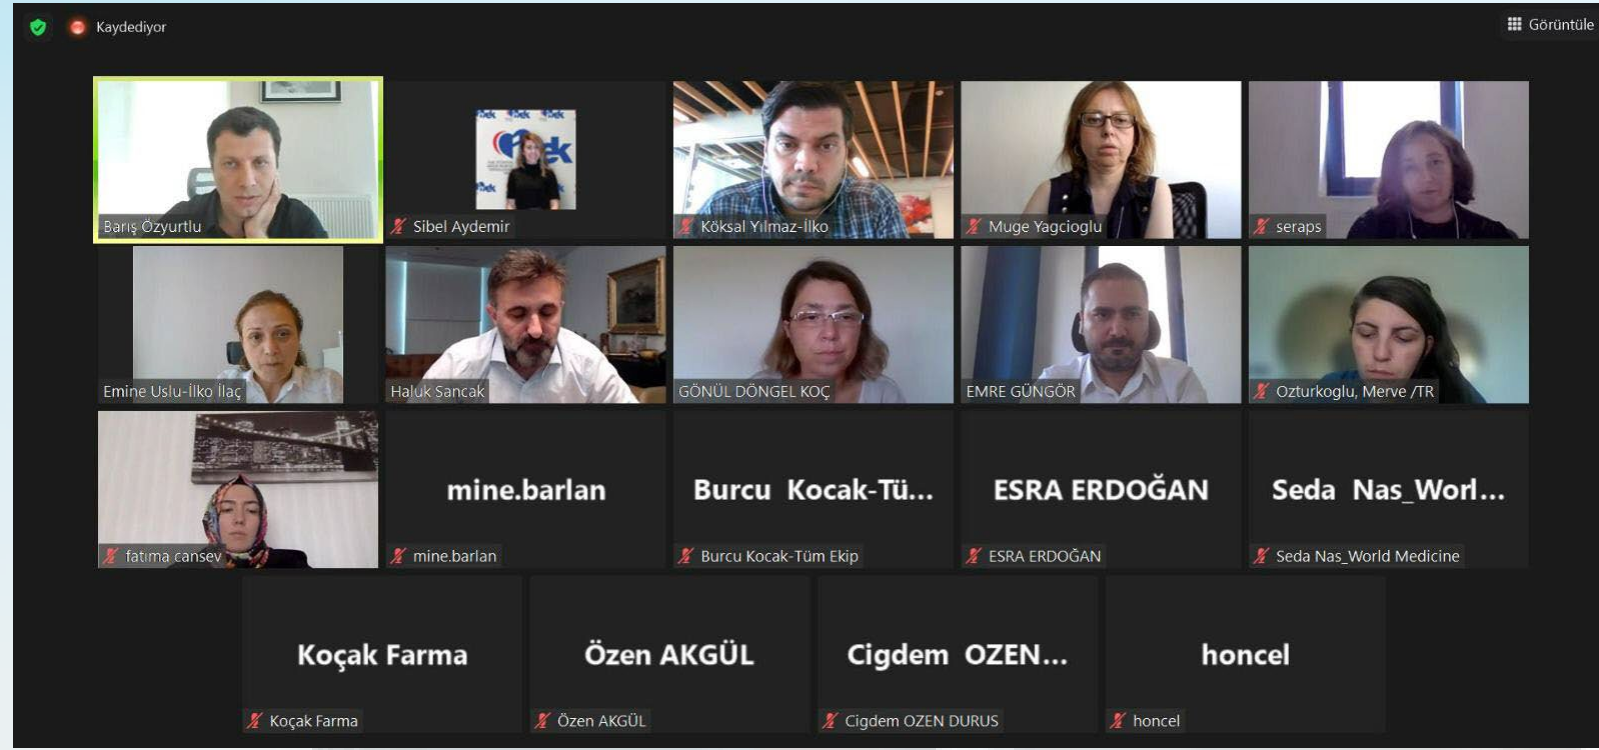 Kaydediyor
Görüntüle
Barış Özyurtlu
Sibel Aydemir
Köksal Yılmaz-İlko
Muge Yagcioglu
seraps
Emine Uslu-İlko İlaç
Haluk Sancak
GÖNÜL DÖNGEL KOÇ
EMRE GÜNGÖR
Ozturkoglu, Merve /TR
fatıma cansev
mine.barlan
mine.barlan
Burcu Kocak-Tü...
Burcu Kocak-Tüm Ekip
ESRA ERDOĞAN
ESRA ERDOĞAN
Seda Nas_Worl...
Seda Nas_World Medicine
Koçak Farma
Koçak Farma
Özen AKGÜL
Özen AKGÜL
Cigdem OZEN...
Cigdem OZEN DURUS
honcel
honcel